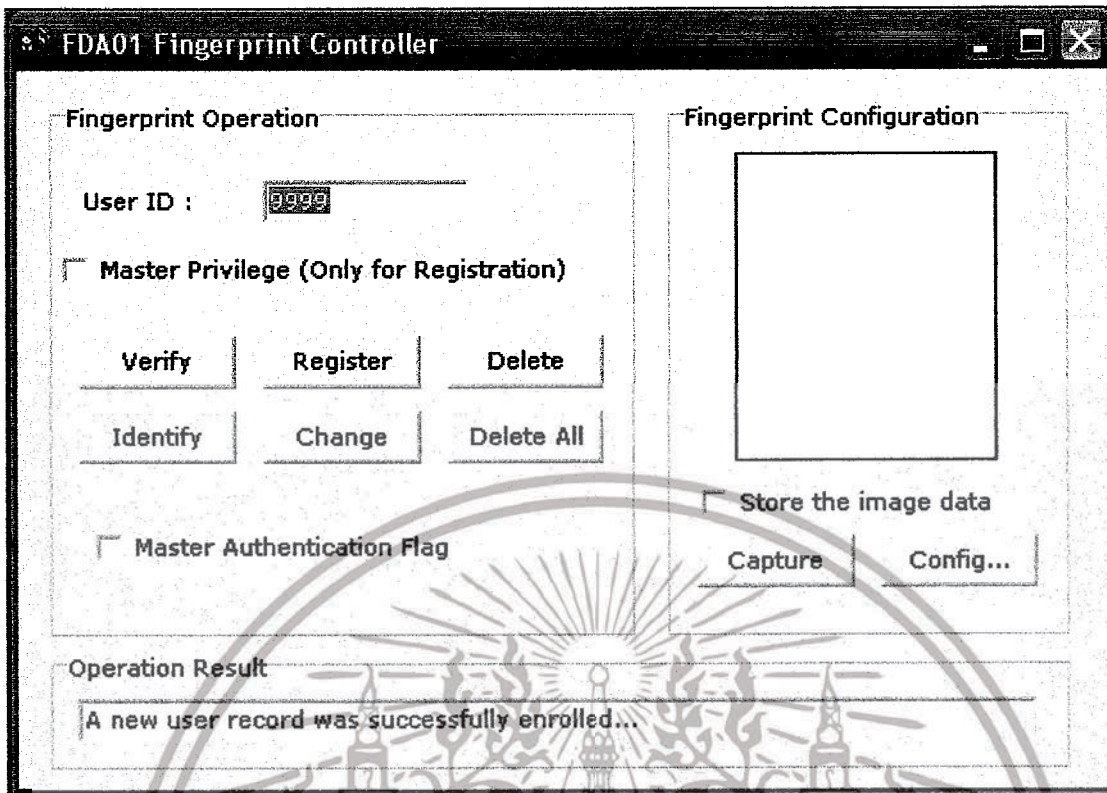 FDA01 Fingerprint Controller
Fingerprint Operation
User ID :
9999
Master Privilege (Only for Registration)
Verify
Register
Delete
Identify
Change
Delete All
Master Authentication Flag
Fingerprint Configuration
Store the image data
Capture
Config...
Operation Result
A new user record was successfully enrolled...